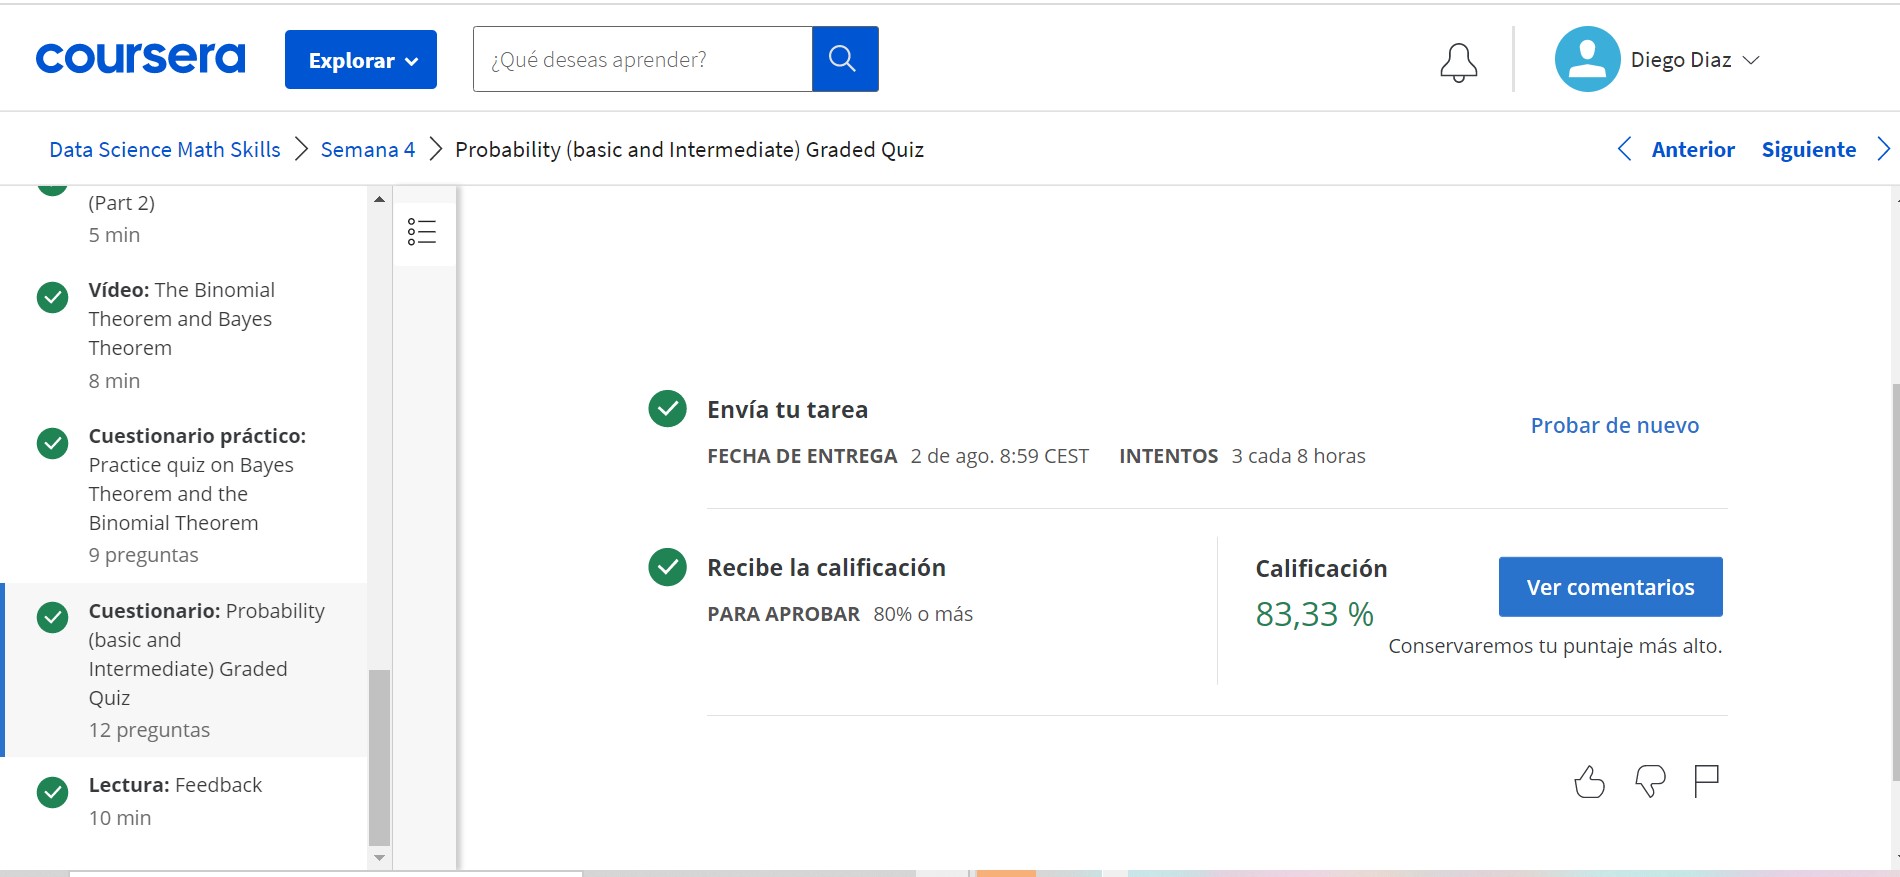 coursera
Explorar
¿Qué deseas aprender?
Diego Diaz
Data Science Math Skills
Semana 4
Probability (basic and Intermediate) Graded Quiz
Anterior
Siguiente
(Part 2)
5 min
Vídeo: The Binomial
Theorem and Bayes
Theorem
8 min
Cuestionario práctico:
Practice quiz on Bayes
Theorem and the
Binomial Theorem
9 preguntas
Cuestionario: Probability
(basic and
Intermediate) Graded
Quiz
12 preguntas
Lectura: Feedback
10 min
Envía tu tarea
FECHA DE ENTREGA 2 de ago. 8:59 CEST INTENTOS 3 cada 8 horas
Probar de nuevo
Recibe la calificación
PARA APROBAR 80% o más
Calificación
83,33 %
Ver comentarios
Conservaremos tu puntaje más alto.